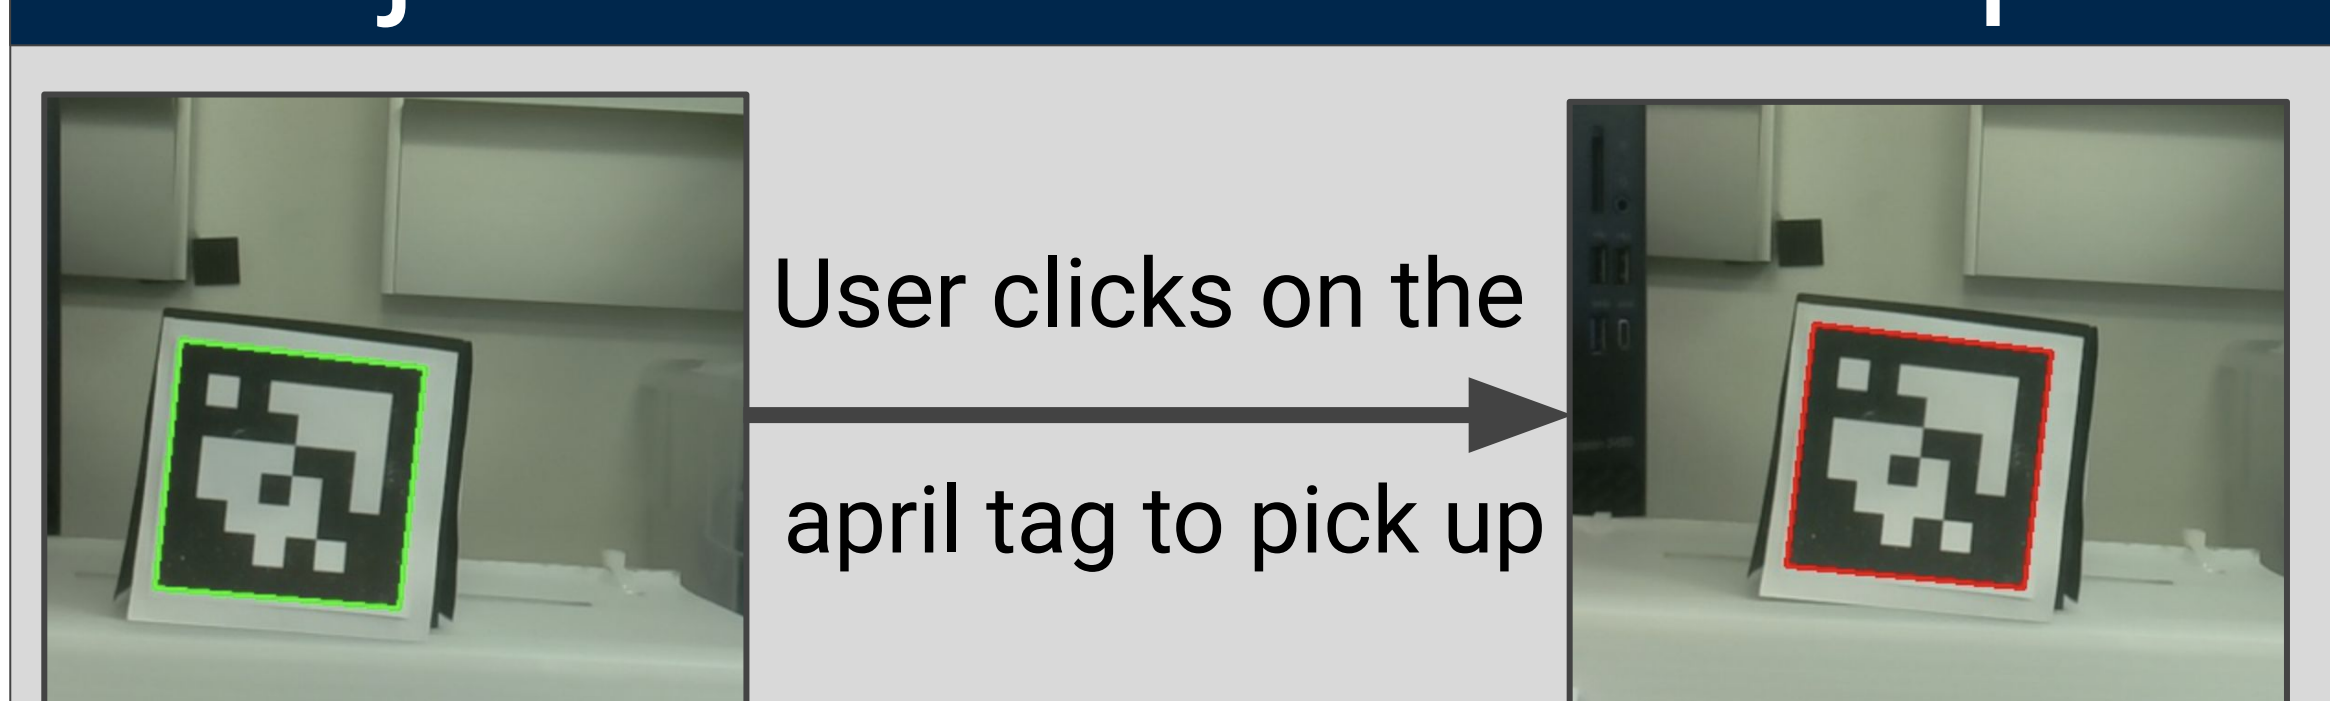 User clicks on the
april tag to pick up